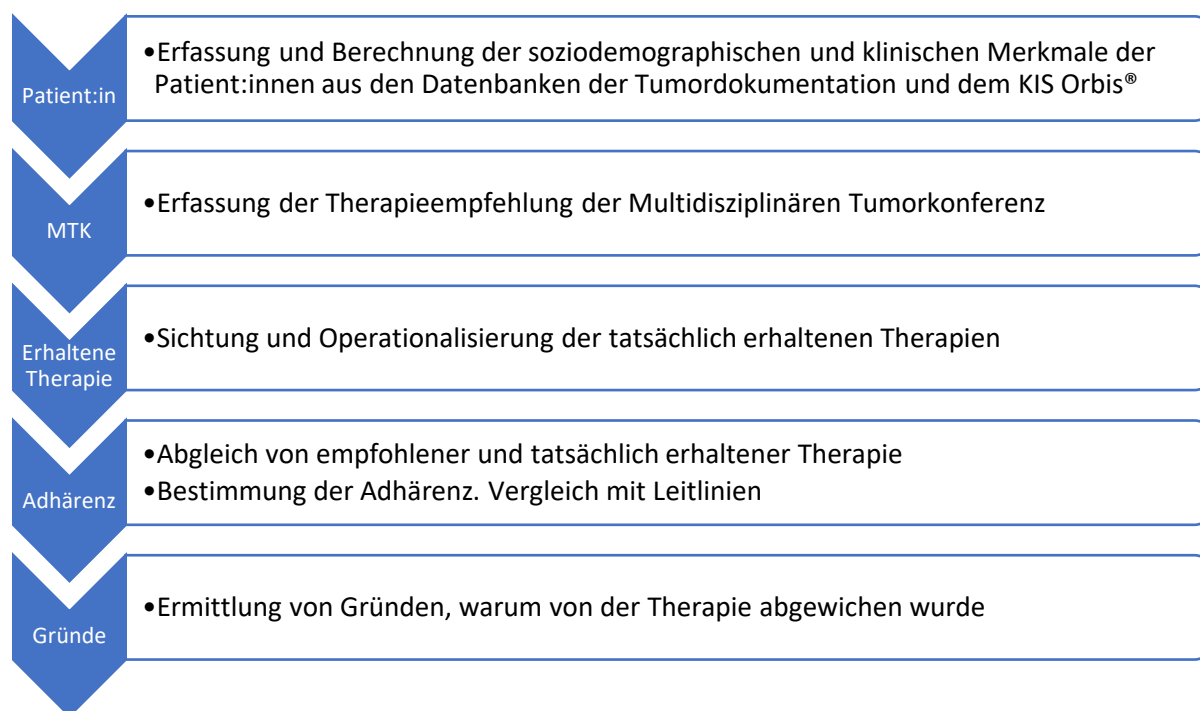 Patient:in
•Erfassung und Berechnung der soziodemographischen und klinischen Merkmale der
Patient:innen aus den Datenbanken der Tumordokumentation und dem KIS Orbis®
MTK
•Erfassung der Therapieempfehlung der Multidisziplinären Tumorkonferenz
Erhaltene
Therapie
•Sichtung und Operationalisierung der tatsächlich erhaltenen Therapien
Adhärenz
•Abgleich von empfohlener und tatsächlich erhaltener Therapie
•Bestimmung der Adhärenz. Vergleich mit Leitlinien
Gründe
•Ermittlung von Gründen, warum von der Therapie abgewichen wurde